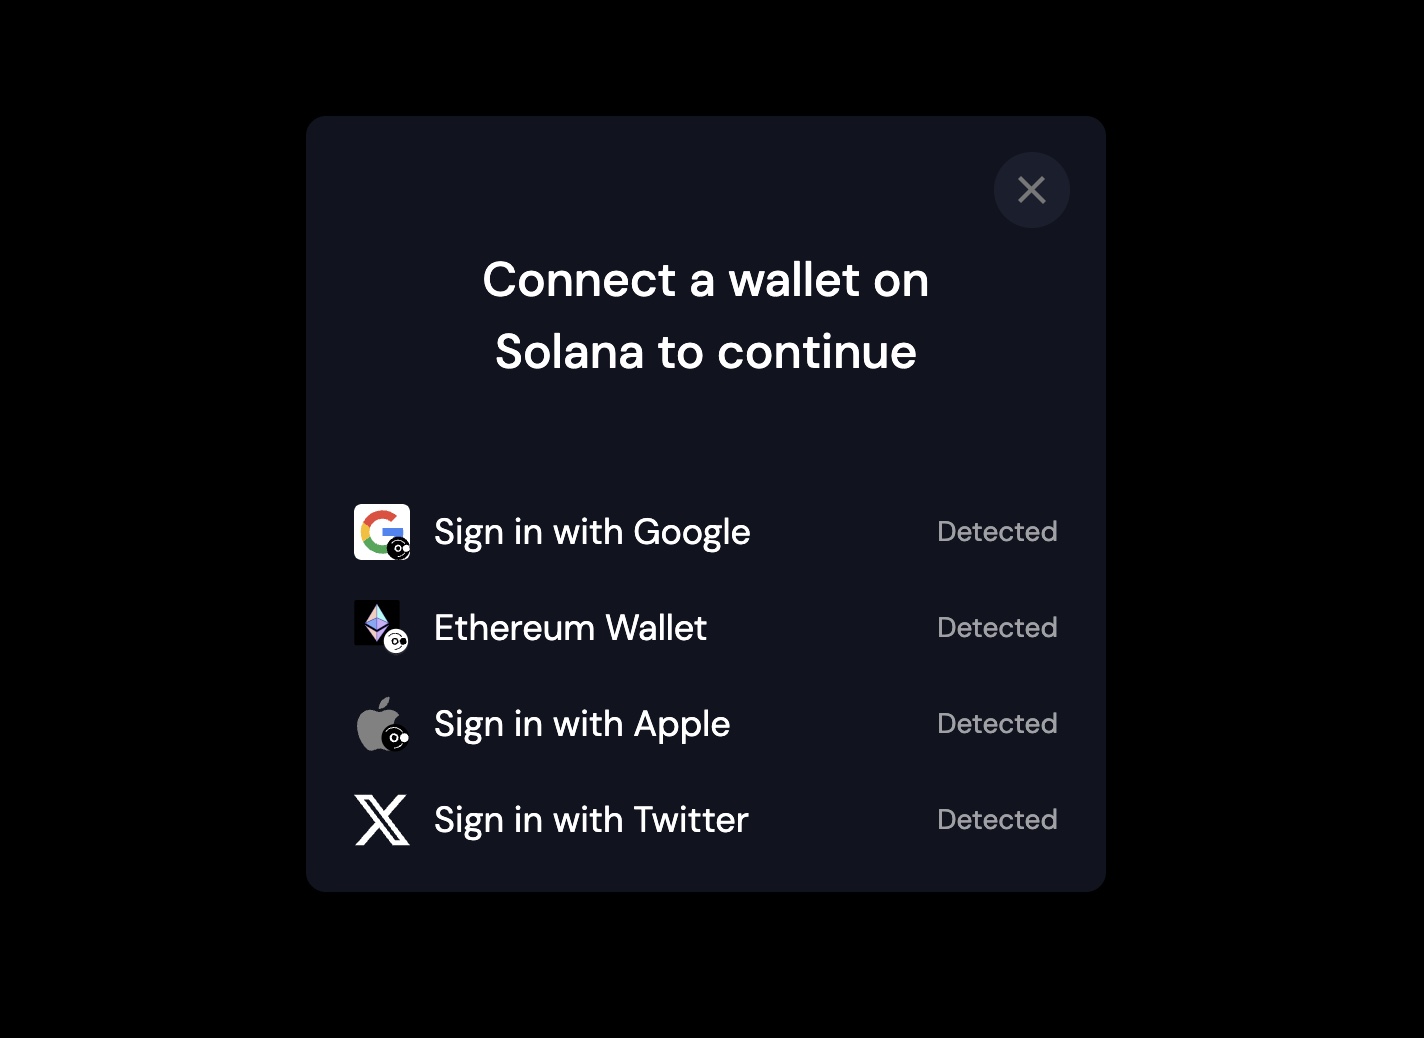 Connect a wallet on
Solana to continue
Sign in with Google Detected
Ethereum Wallet Detected
Sign in with Apple Detected
Sign in with Twitter Detected